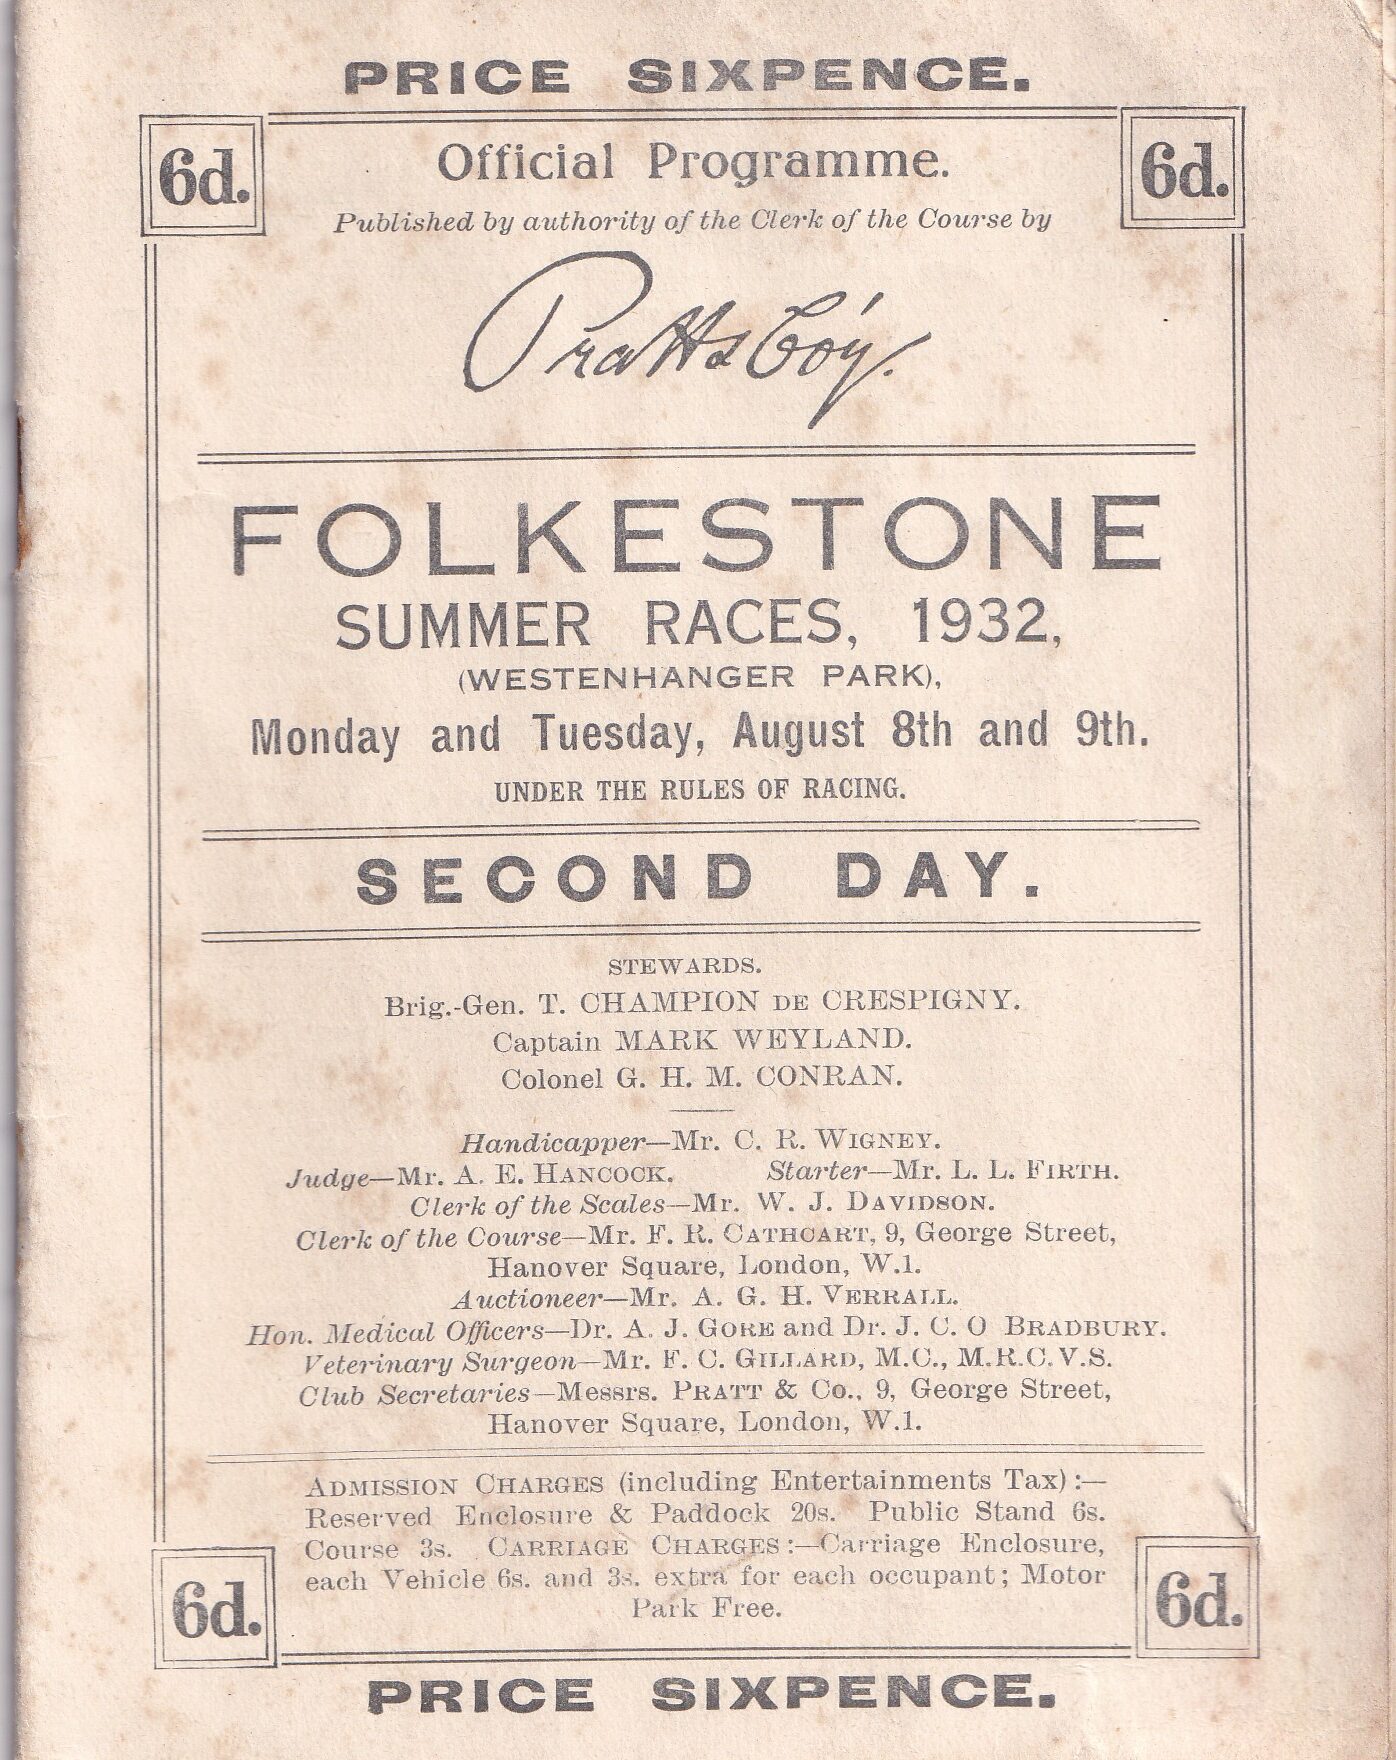 PRICE SIXPENCE.
6d.
6d.
Official Programme.
Published by authority of the Clerk of the Course by
Pratt & Coy.
FOLKESTONE
SUMMER RACES, 1932,
(WESTENHANGER PARK),
Monday and Tuesday, August 8th and 9th.
UNDER THE RULES OF RACING.
SECOND DAY.
STEWARDS.
Brig.-Gen. T. CHAMPION DE CRESPIGNY.
Captain MARK WEYLAND.
Colonel G. H. M. CONRAN.
Handicapper—Mr. C. R. WIGNEY.
Judge—Mr. A. E. HANCOCK. Starter—Mr. L. L. FIRTH.
Clerk of the Scales—Mr. W. J. DAVIDSON.
Clerk of the Course—Mr. F. R. CATHCART, 9, George Street,
Hanover Square, London, W.1.
Auctioneer—Mr. A. G. H. VERRALL.
Hon. Medical Officers—Dr. A. J. GORE and Dr. J. C. O BRADBURY.
Veterinary Surgeon—Mr. F. C. GILLARD, M.C., M.R.C.V.S.
Club Secretaries—Messrs. PRATT & CO., 9, George Street,
Hanover Square, London, W.1.
ADMISSION CHARGES (including Entertainments Tax) :—
Reserved Enclosure & Paddock 20s. Public Stand 6s.
Course 3s. CARRIAGE CHARGES :—Carriage Enclosure,
each Vehicle 6s. and 3s. extra for each occupant; Motor
Park Free.
6d.
6d.
PRICE SIXPENCE.